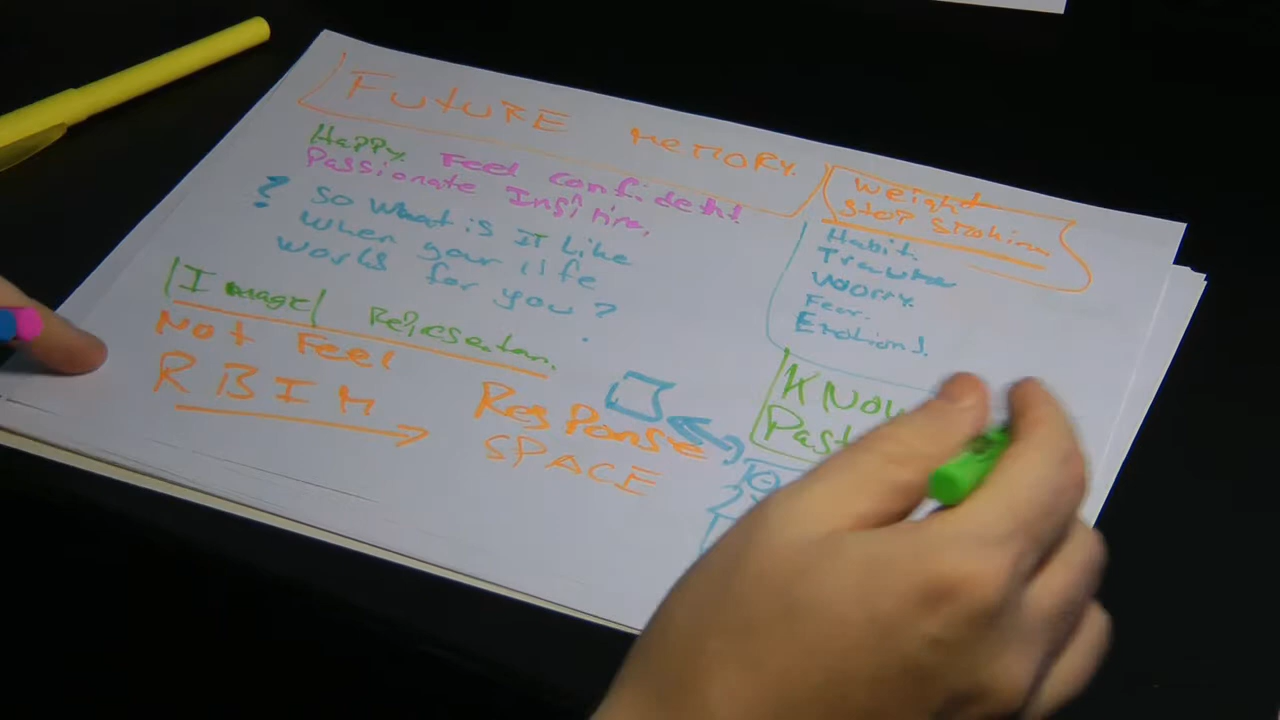 FUTURE MEMORY.
Happy. Feel confident!
Passionate Inspire.
? So what is IT Like
when your life
works for you?
Image Represetan.
Not Feel
RBIM
Response
SPACE
Weight
Stop Smoking
Habit.
Trauma
Worry.
Fear.
Emotions.
Know
Past